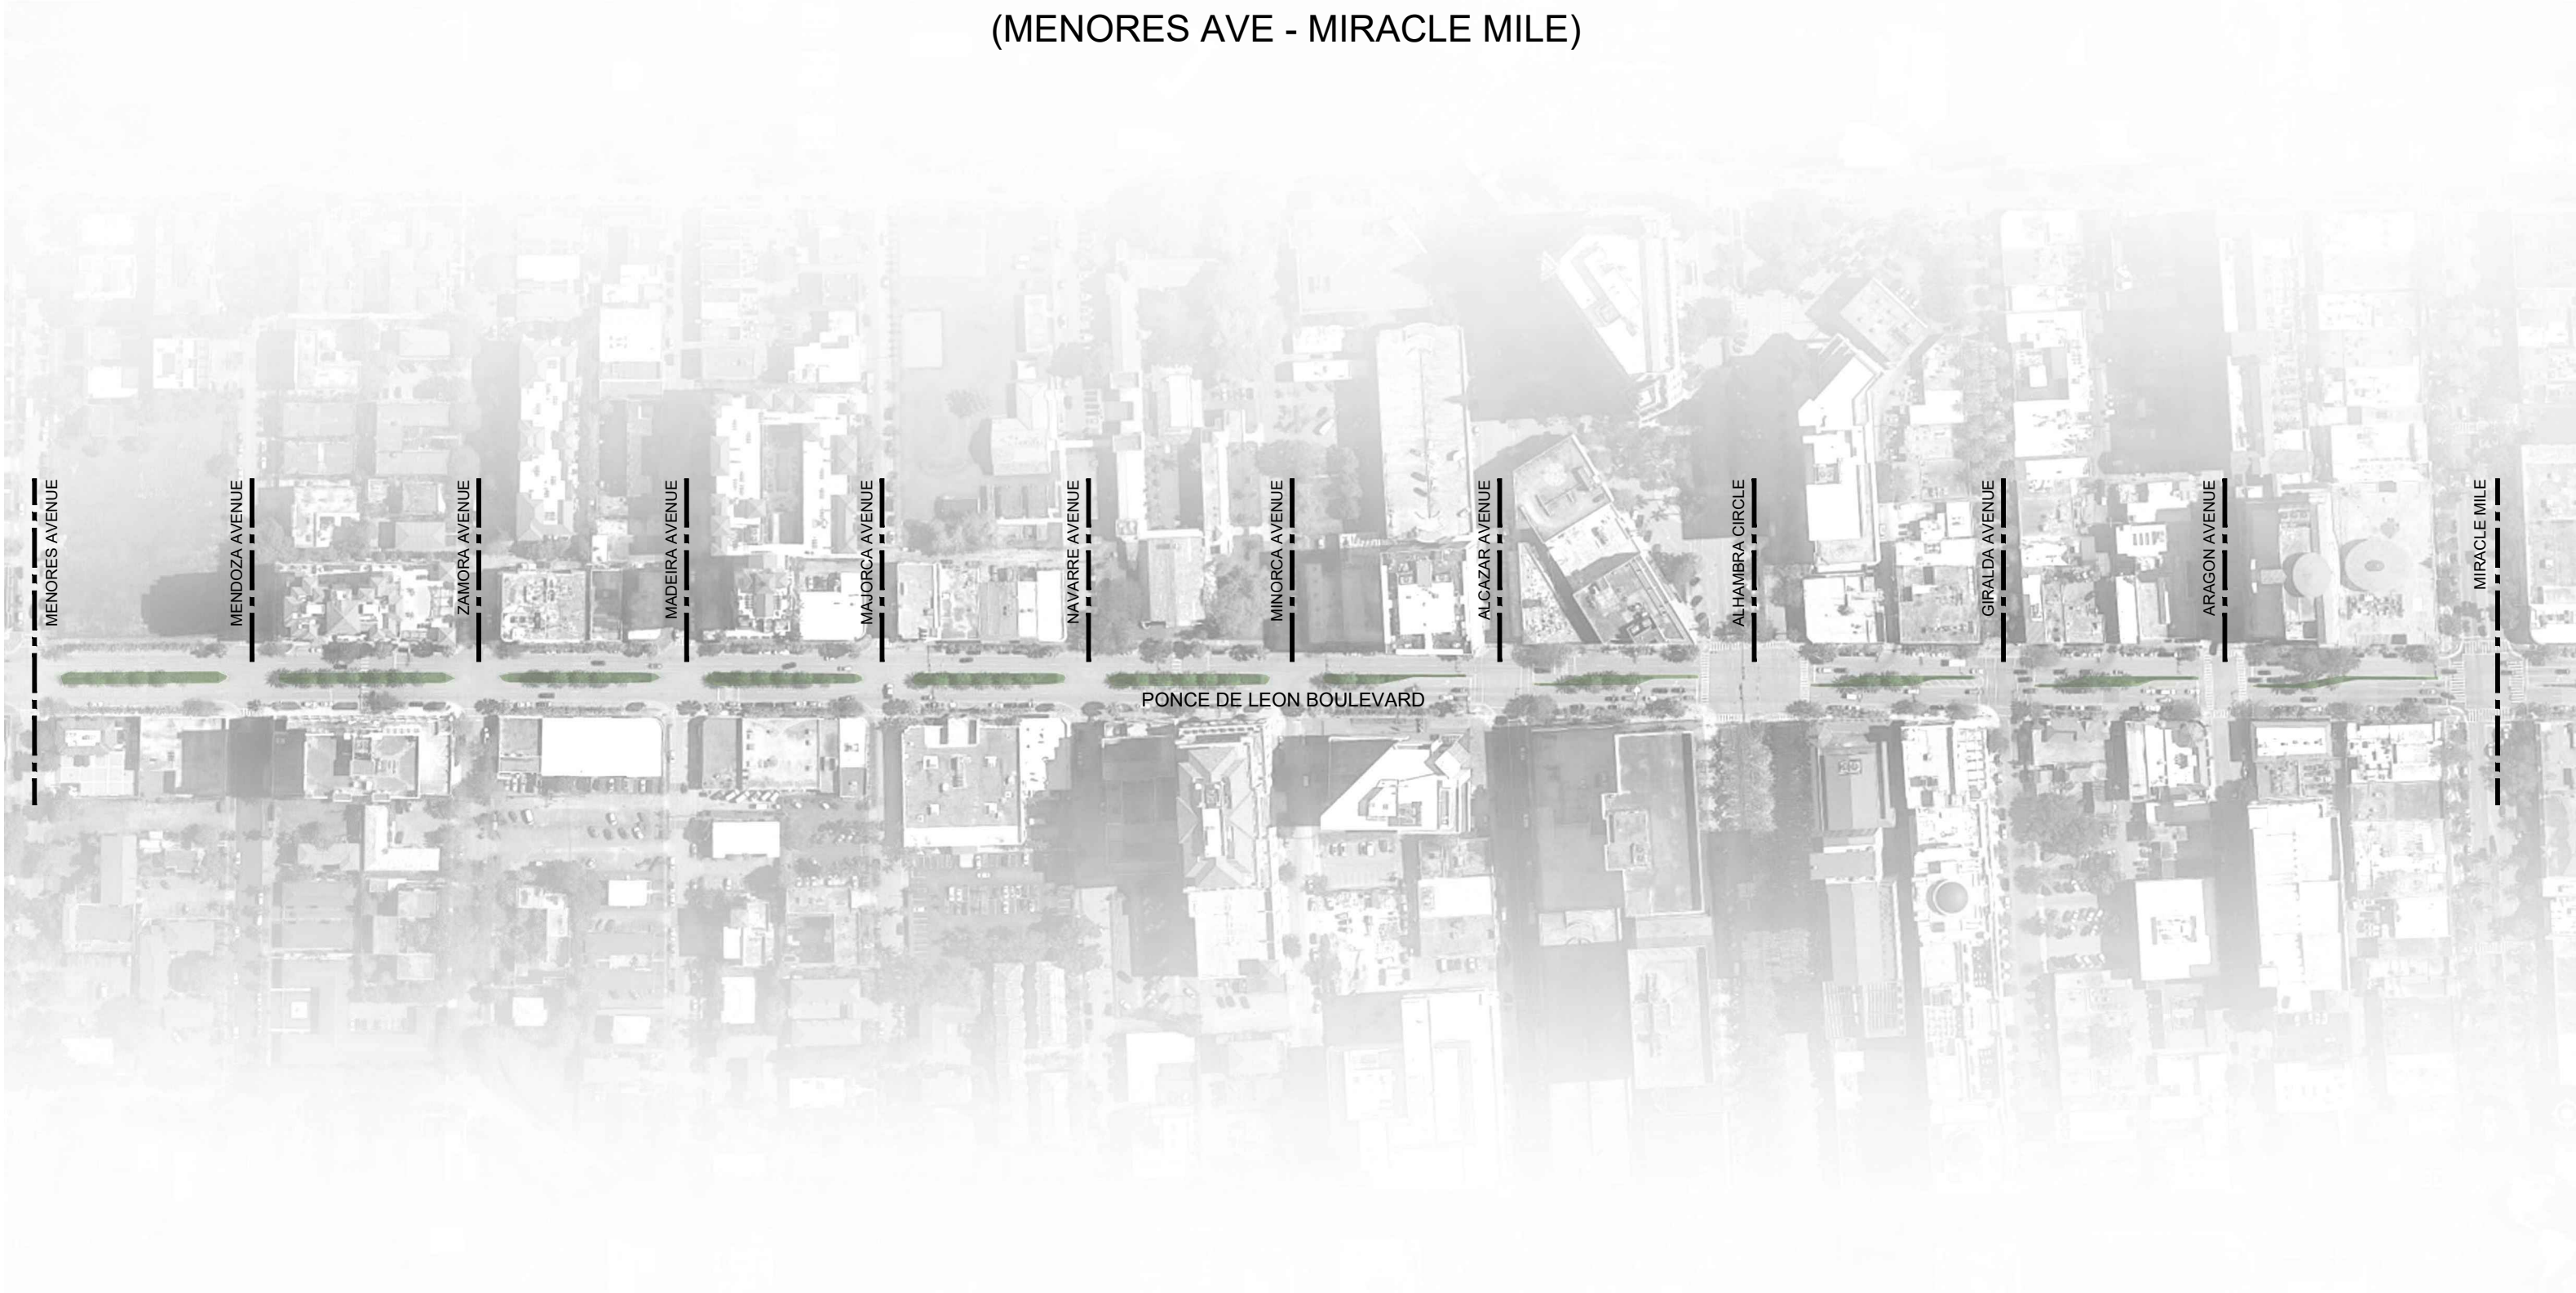 (MENORES AVE - MIRACLE MILE)
MENORES AVENUE
MENDOZA AVENUE
ZAMORA AVENUE
MADEIRA AVENUE
MAJORCA AVENUE
NAVARRE AVENUE
MINORCA AVENUE
ALCAZAR AVENUE
ALHAMBRA CIRCLE
GIRALDA AVENUE
ARAGON AVENUE
MIRACLE MILE
PONCE DE LEON BOULEVARD